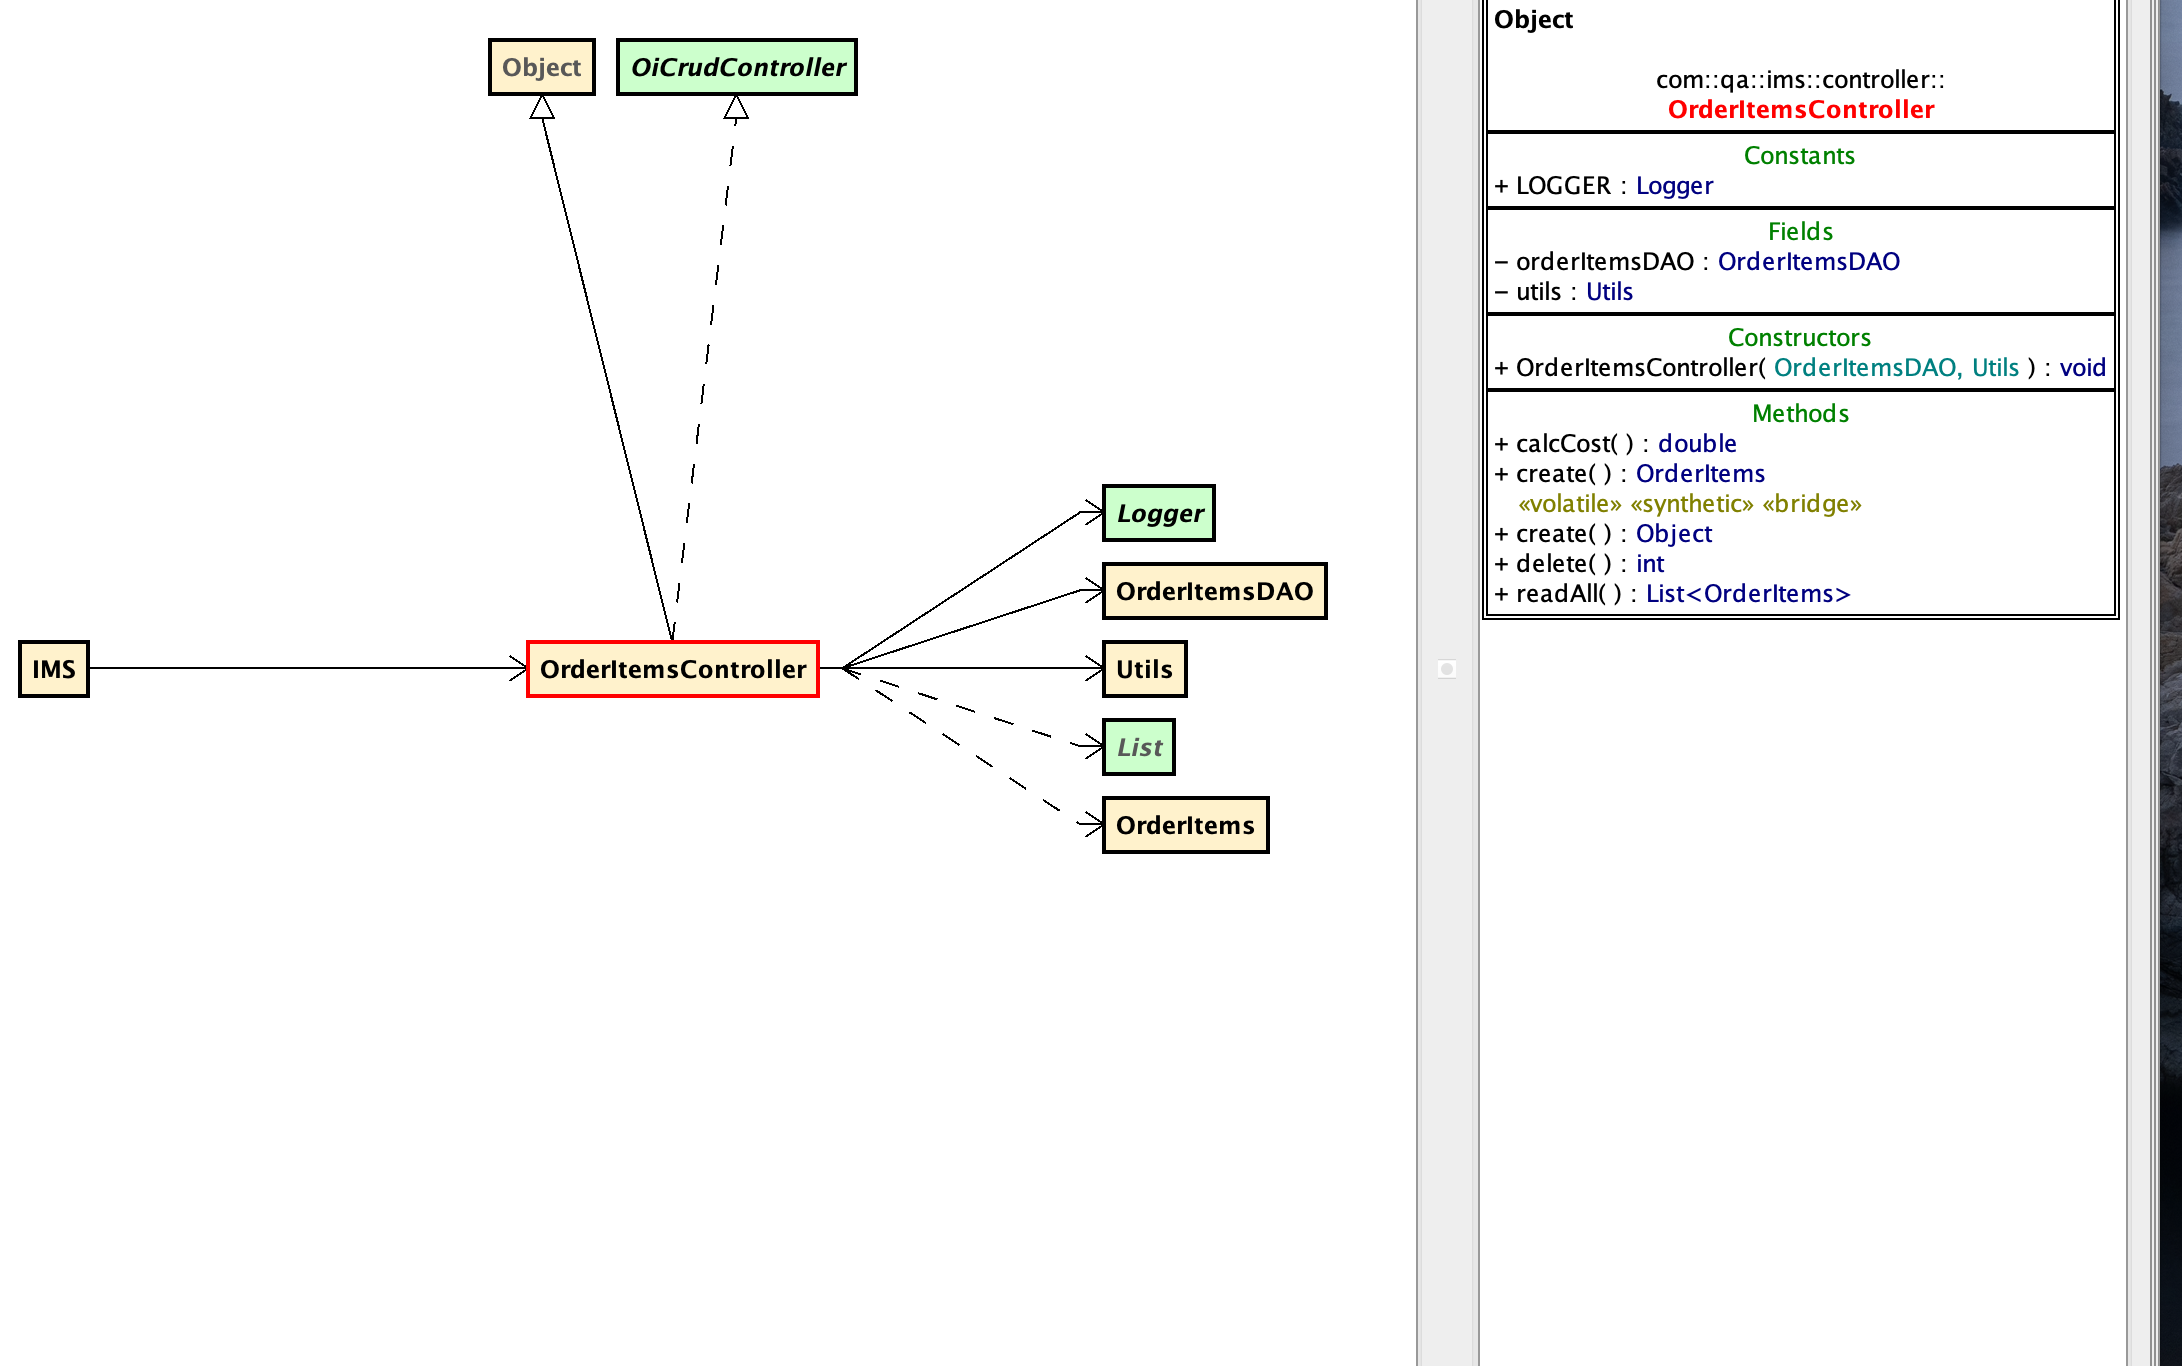 Object
OiCrudController
Logger
OrderItemsDAO
IMS
OrderItemsController
Utils
List
OrderItems
Object
com::qa::ims::controller::
OrderItemsController
Constants
+ LOGGER : Logger
Fields
− orderItemsDAO : OrderItemsDAO
− utils : Utils
Constructors
+ OrderItemsController( OrderItemsDAO, Utils ) : void
Methods
+ calcCost( ) : double
+ create( ) : OrderItems
«volatile» «synthetic» «bridge»
+ create( ) : Object
+ delete( ) : int
+ readAll( ) : List<OrderItems>